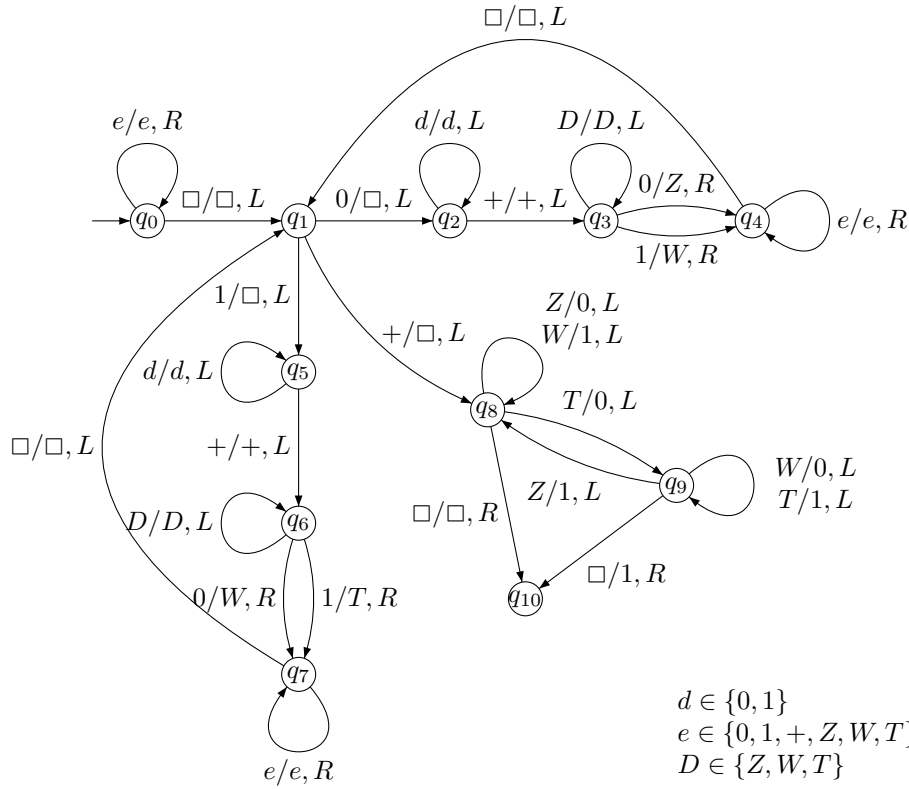 □/□, L
e/e, R
d/d, L
D/D, L
□/□, L
0/□, L
+/+, L
0/Z, R
q₀
q₁
q₂
q₃
q₄
e/e, R
1/W, R
1/□, L
+/□, L
Z/0, L
W/1, L
d/d, L
q₅
q₈
T/0, L
□/□, L
+/+, L
Z/1, L
q₉
W/0, L
T/1, L
D/D, L
q₆
□/□, R
□/1, R
0/W, R
1/T, R
q₁₀
q₇
e/e, R
d ∈ {0, 1}
e ∈ {0, 1, +, Z, W, T}
D ∈ {Z, W, T}